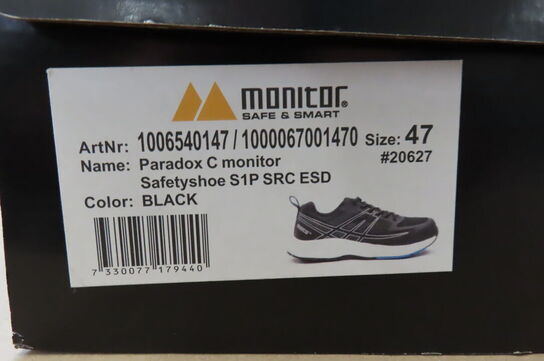 monitor®
SAFE & SMART
ArtNr: 1006540147 / 1000067001470 Size: 47
Name: Paradox C monitor #20627
Safetyshoe S1P SRC ESD
Color: BLACK
7 330077 179440